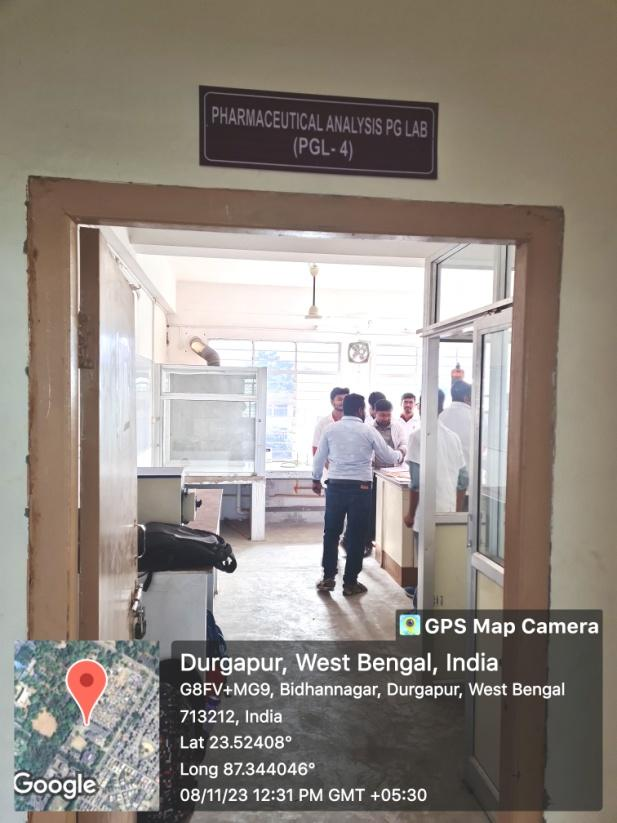 PHARMACEUTICAL ANALYSIS PG LAB
(PGL- 4)
GPS Map Camera
Durgapur, West Bengal, India
G8FV+MG9, Bidhannagar, Durgapur, West Bengal
713212, India
Lat 23.52408°
Long 87.344046°
08/11/23 12:31 PM GMT +05:30
Google